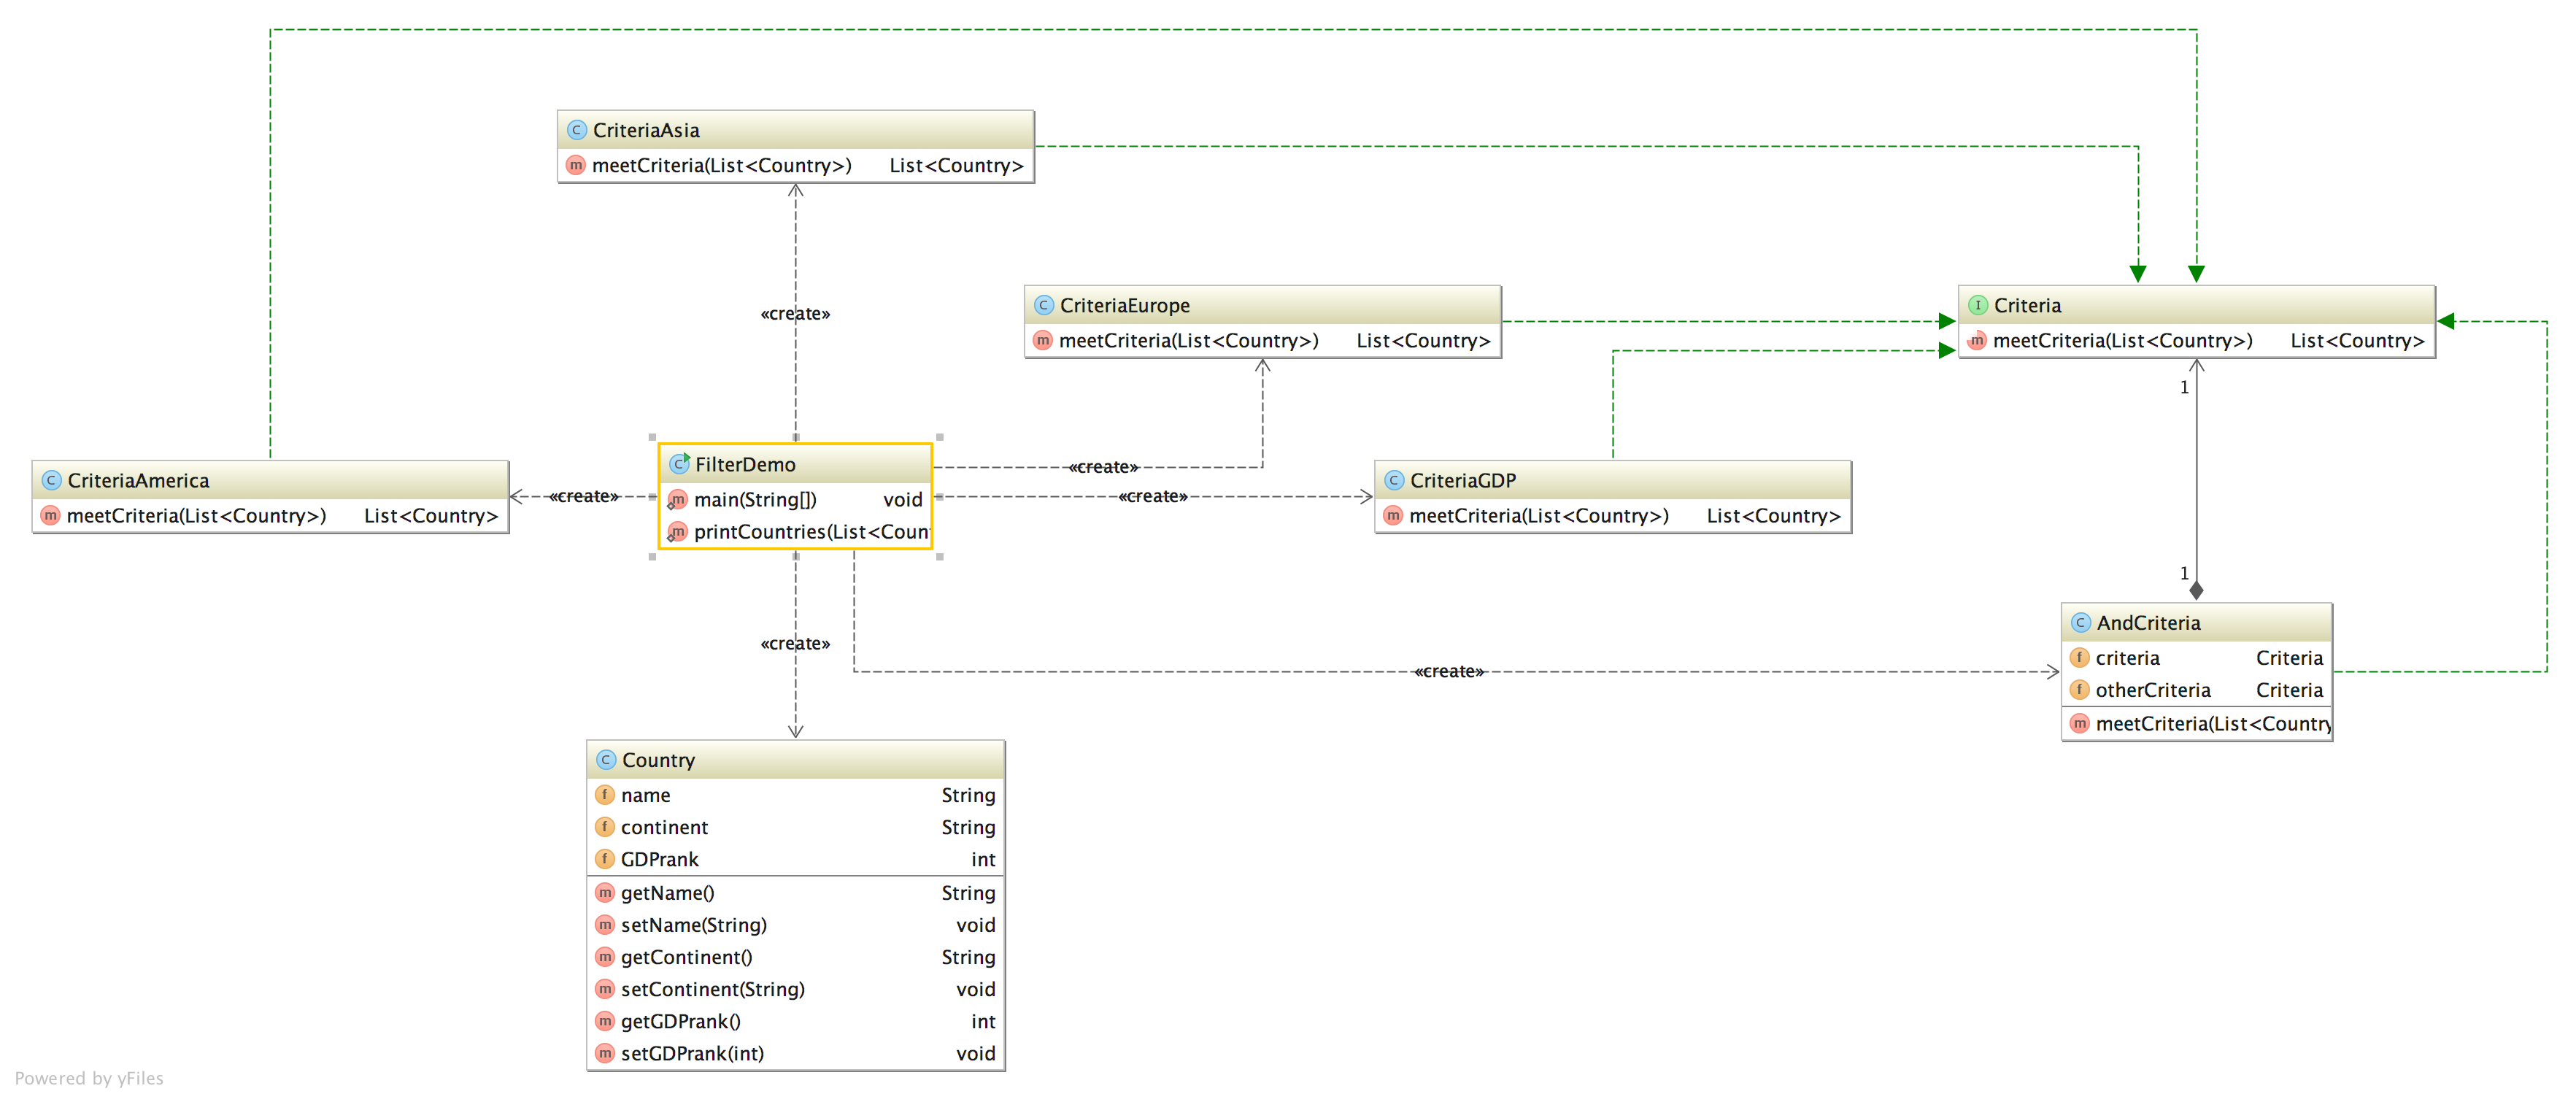 CriteriaAsia
meetCriteria(List<Country>) List<Country>
«create»
CriteriaEurope
meetCriteria(List<Country>) List<Country>
Criteria
meetCriteria(List<Country>) List<Country>
1
CriteriaAmerica
meetCriteria(List<Country>) List<Country>
«create»
FilterDemo
main(String[]) void
printCountries(List<Coun
«create»
«create»
CriteriaGDP
meetCriteria(List<Country>) List<Country>
1
AndCriteria
criteria Criteria
otherCriteria Criteria
meetCriteria(List<Country
«create»
«create»
Country
name String
continent String
GDPrank int
getName() String
setName(String) void
getContinent() String
setContinent(String) void
getGDPrank() int
setGDPrank(int) void
Powered by yFiles